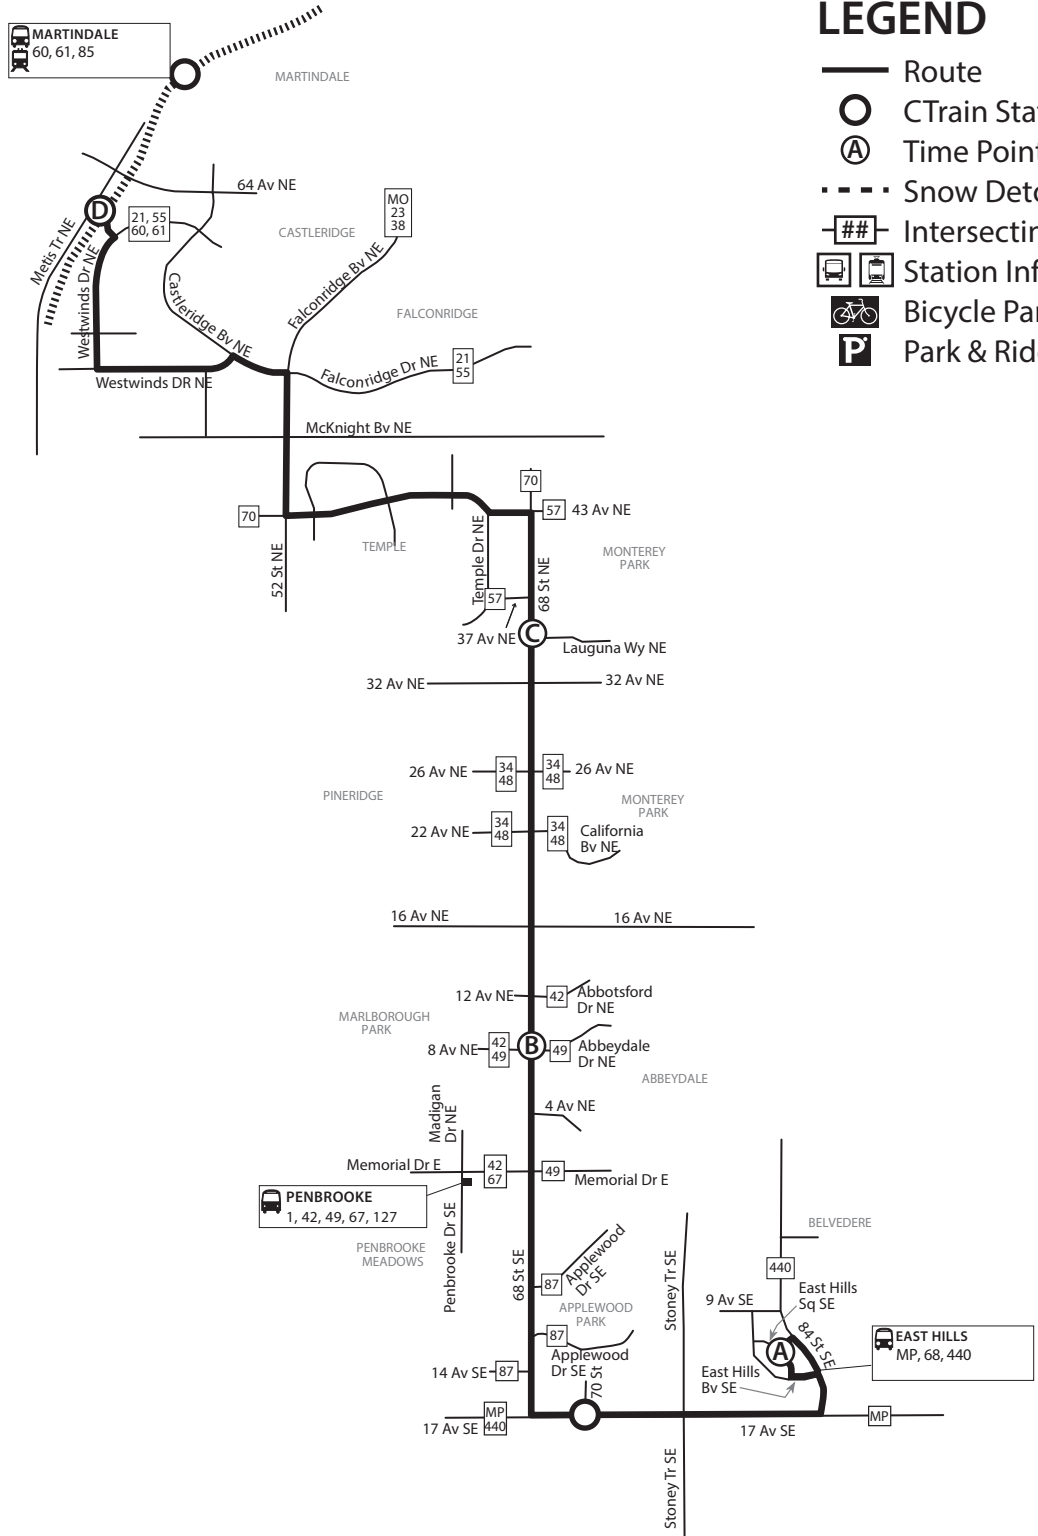 MARTINDALE
60, 61, 85
LEGEND
Route
CTrain Sta
A Time Point
Snow Deto
## Intersectin
Station Inf
Bicycle Par
P Park & Rid
MARTINDALE
64 Av NE
D
21, 55
60, 61
MO
23
38
CASTLERIDGE
Metis Tr NE
Westwinds Dr NE
Castleridge Bv NE
Falconridge Bv NE
FALCONRIDGE
Falconridge Dr NE
21
55
Westwinds DR NE
McKnight Bv NE
70
70
57
43 Av NE
TEMPLE
MONTEREY
PARK
52 St NE
Temple Dr NE
68 St NE
57
37 Av NE
C
Lauguna Wy NE
32 Av NE
32 Av NE
26 Av NE
34
48
34
48
26 Av NE
PINERIDGE
MONTEREY
PARK
22 Av NE
34
48
34
48
California
Bv NE
16 Av NE
16 Av NE
12 Av NE
42
Abbotsford
Dr NE
MARLBOROUGH
PARK
8 Av NE
42
49
B
49
Abbeydale
Dr NE
ABBEYDALE
Madigan
Dr NE
4 Av NE
Memorial Dr E
42
67
49
Memorial Dr E
PENBROOKE
1, 42, 49, 67, 127
PENBROOKE
MEADOWS
Penbrooke Dr SE
68 St SE
87
Applewood
Dr SE
APPLEWOOD
PARK
87
Applewood
Dr SE
14 Av SE
87
70 St
MP
440
17 Av SE
Stoney Tr SE
Stoney Tr SE
BELVEDERE
440
9 Av SE
East Hills
Sq SE
84 St SE
A
East Hills
Bv SE
EAST HILLS
MP, 68, 440
17 Av SE
MP